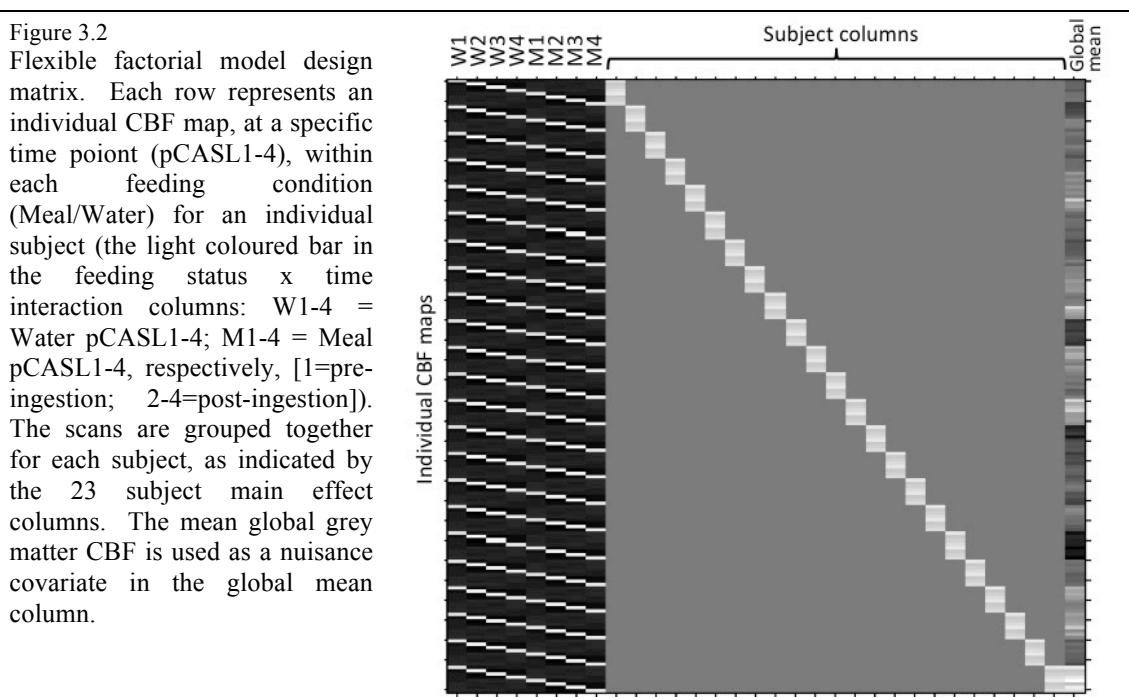 Figure 3.2
Flexible factorial model design
matrix. Each row represents an
individual CBF map, at a specific
time poiont (pCASL1-4), within
each feeding condition
(Meal/Water) for an individual
subject (the light coloured bar in
the feeding status x time
interaction columns: W1-4 =
Water pCASL1-4; M1-4 = Meal
pCASL1-4, respectively, [1=pre-
ingestion; 2-4=post-ingestion]).
The scans are grouped together
for each subject, as indicated by
the 23 subject main effect
columns. The mean global grey
matter CBF is used as a nuisance
covariate in the global mean
column.
W1
W2
W3
W4
M1
M2
M3
M4
Subject columns
Global
mean
Individual CBF maps